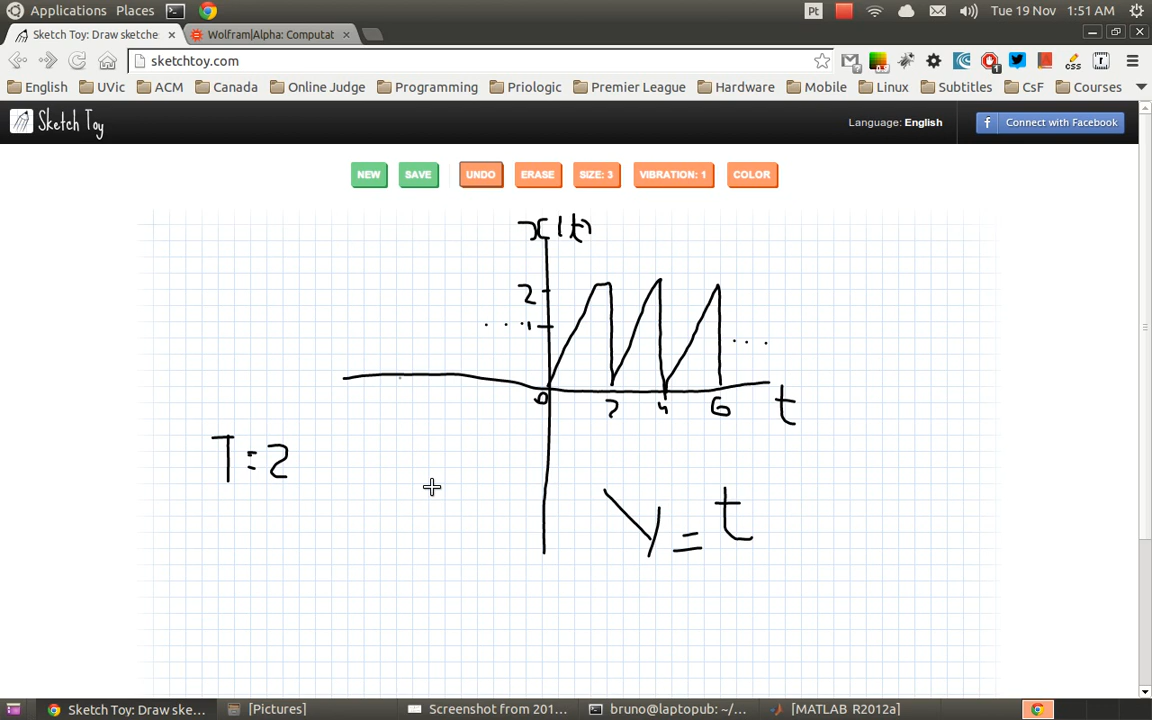 Applications Places Pt Tue 19 Nov 1:51 AM
Sketch Toy: Draw sketche × Wolfram|Alpha: Computat ×
sketchtoy.com
English UVic ACM Canada Online Judge Programming Priologic Premier League Hardware Mobile Linux Subtitles CsF Courses
Sketch Toy Language: English Connect with Facebook
NEW SAVE UNDO ERASE SIZE: 3 VIBRATION: 1 COLOR
x(t)
2
....1 ...
0 2 4 6 t
T=2
y=t
Sketch Toy: Draw ske... [Pictures] Screenshot from 201... bruno@laptopub: ~/... [MATLAB R2012a]